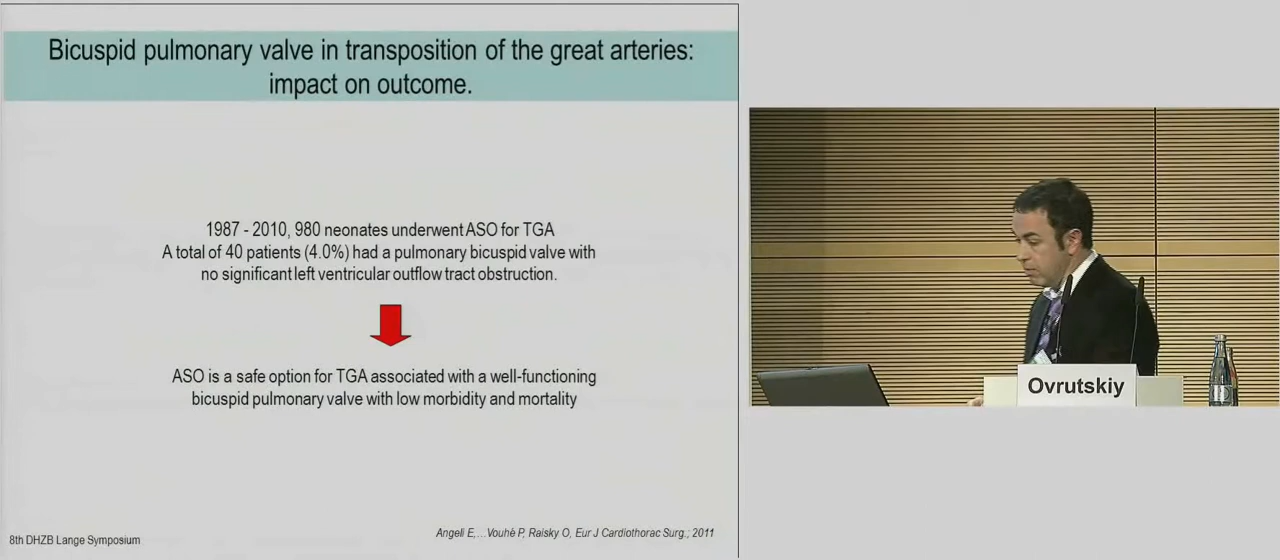 Bicuspid pulmonary valve in transposition of the great arteries:
impact on outcome.
1987 - 2010, 980 neonates underwent ASO for TGA
A total of 40 patients (4.0%) had a pulmonary bicuspid valve with
no significant left ventricular outflow tract obstruction.
ASO is a safe option for TGA associated with a well-functioning
bicuspid pulmonary valve with low morbidity and mortality
Angeli E,...Vouhé P, Raisky O, Eur J Cardiothorac Surg.; 2011
8th DHZB Lange Symposium
Ovrutskiy